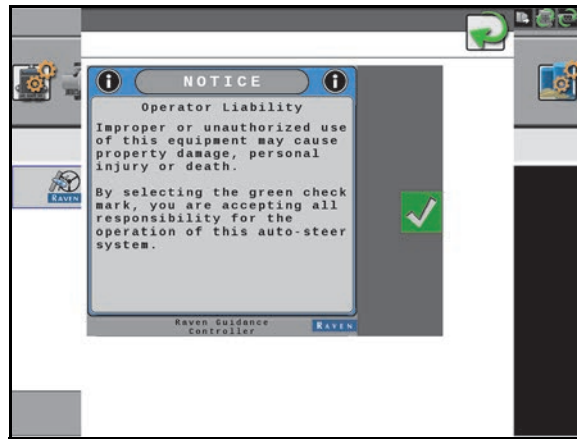 NOTICE
Operator Liability
Improper or unauthorized use
of this equipment may cause
property damage, personal
injury or death.
By selecting the green check
mark, you are accepting all
responsibility for the
operation of this auto-steer
system.
RAVEN
Raven Guidance
Controller
RAVEN